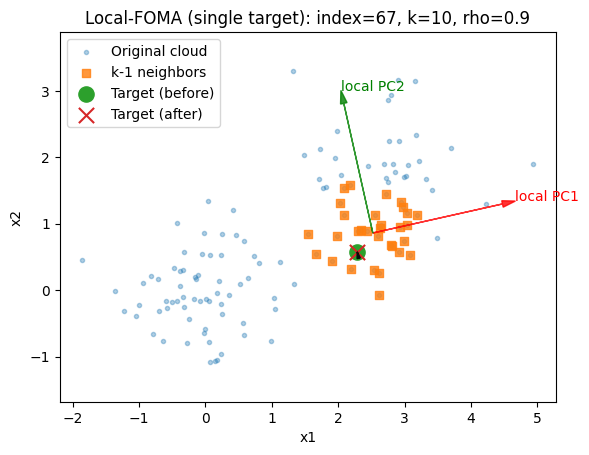 Local-FOMA (single target): index=67, k=10, rho=0.9
Original cloud
k-1 neighbors
Target (before)
Target (after)
local PC2
local PC1
x2
3
2
1
0
−1
−2
−1
0
1
2
3
4
5
x1